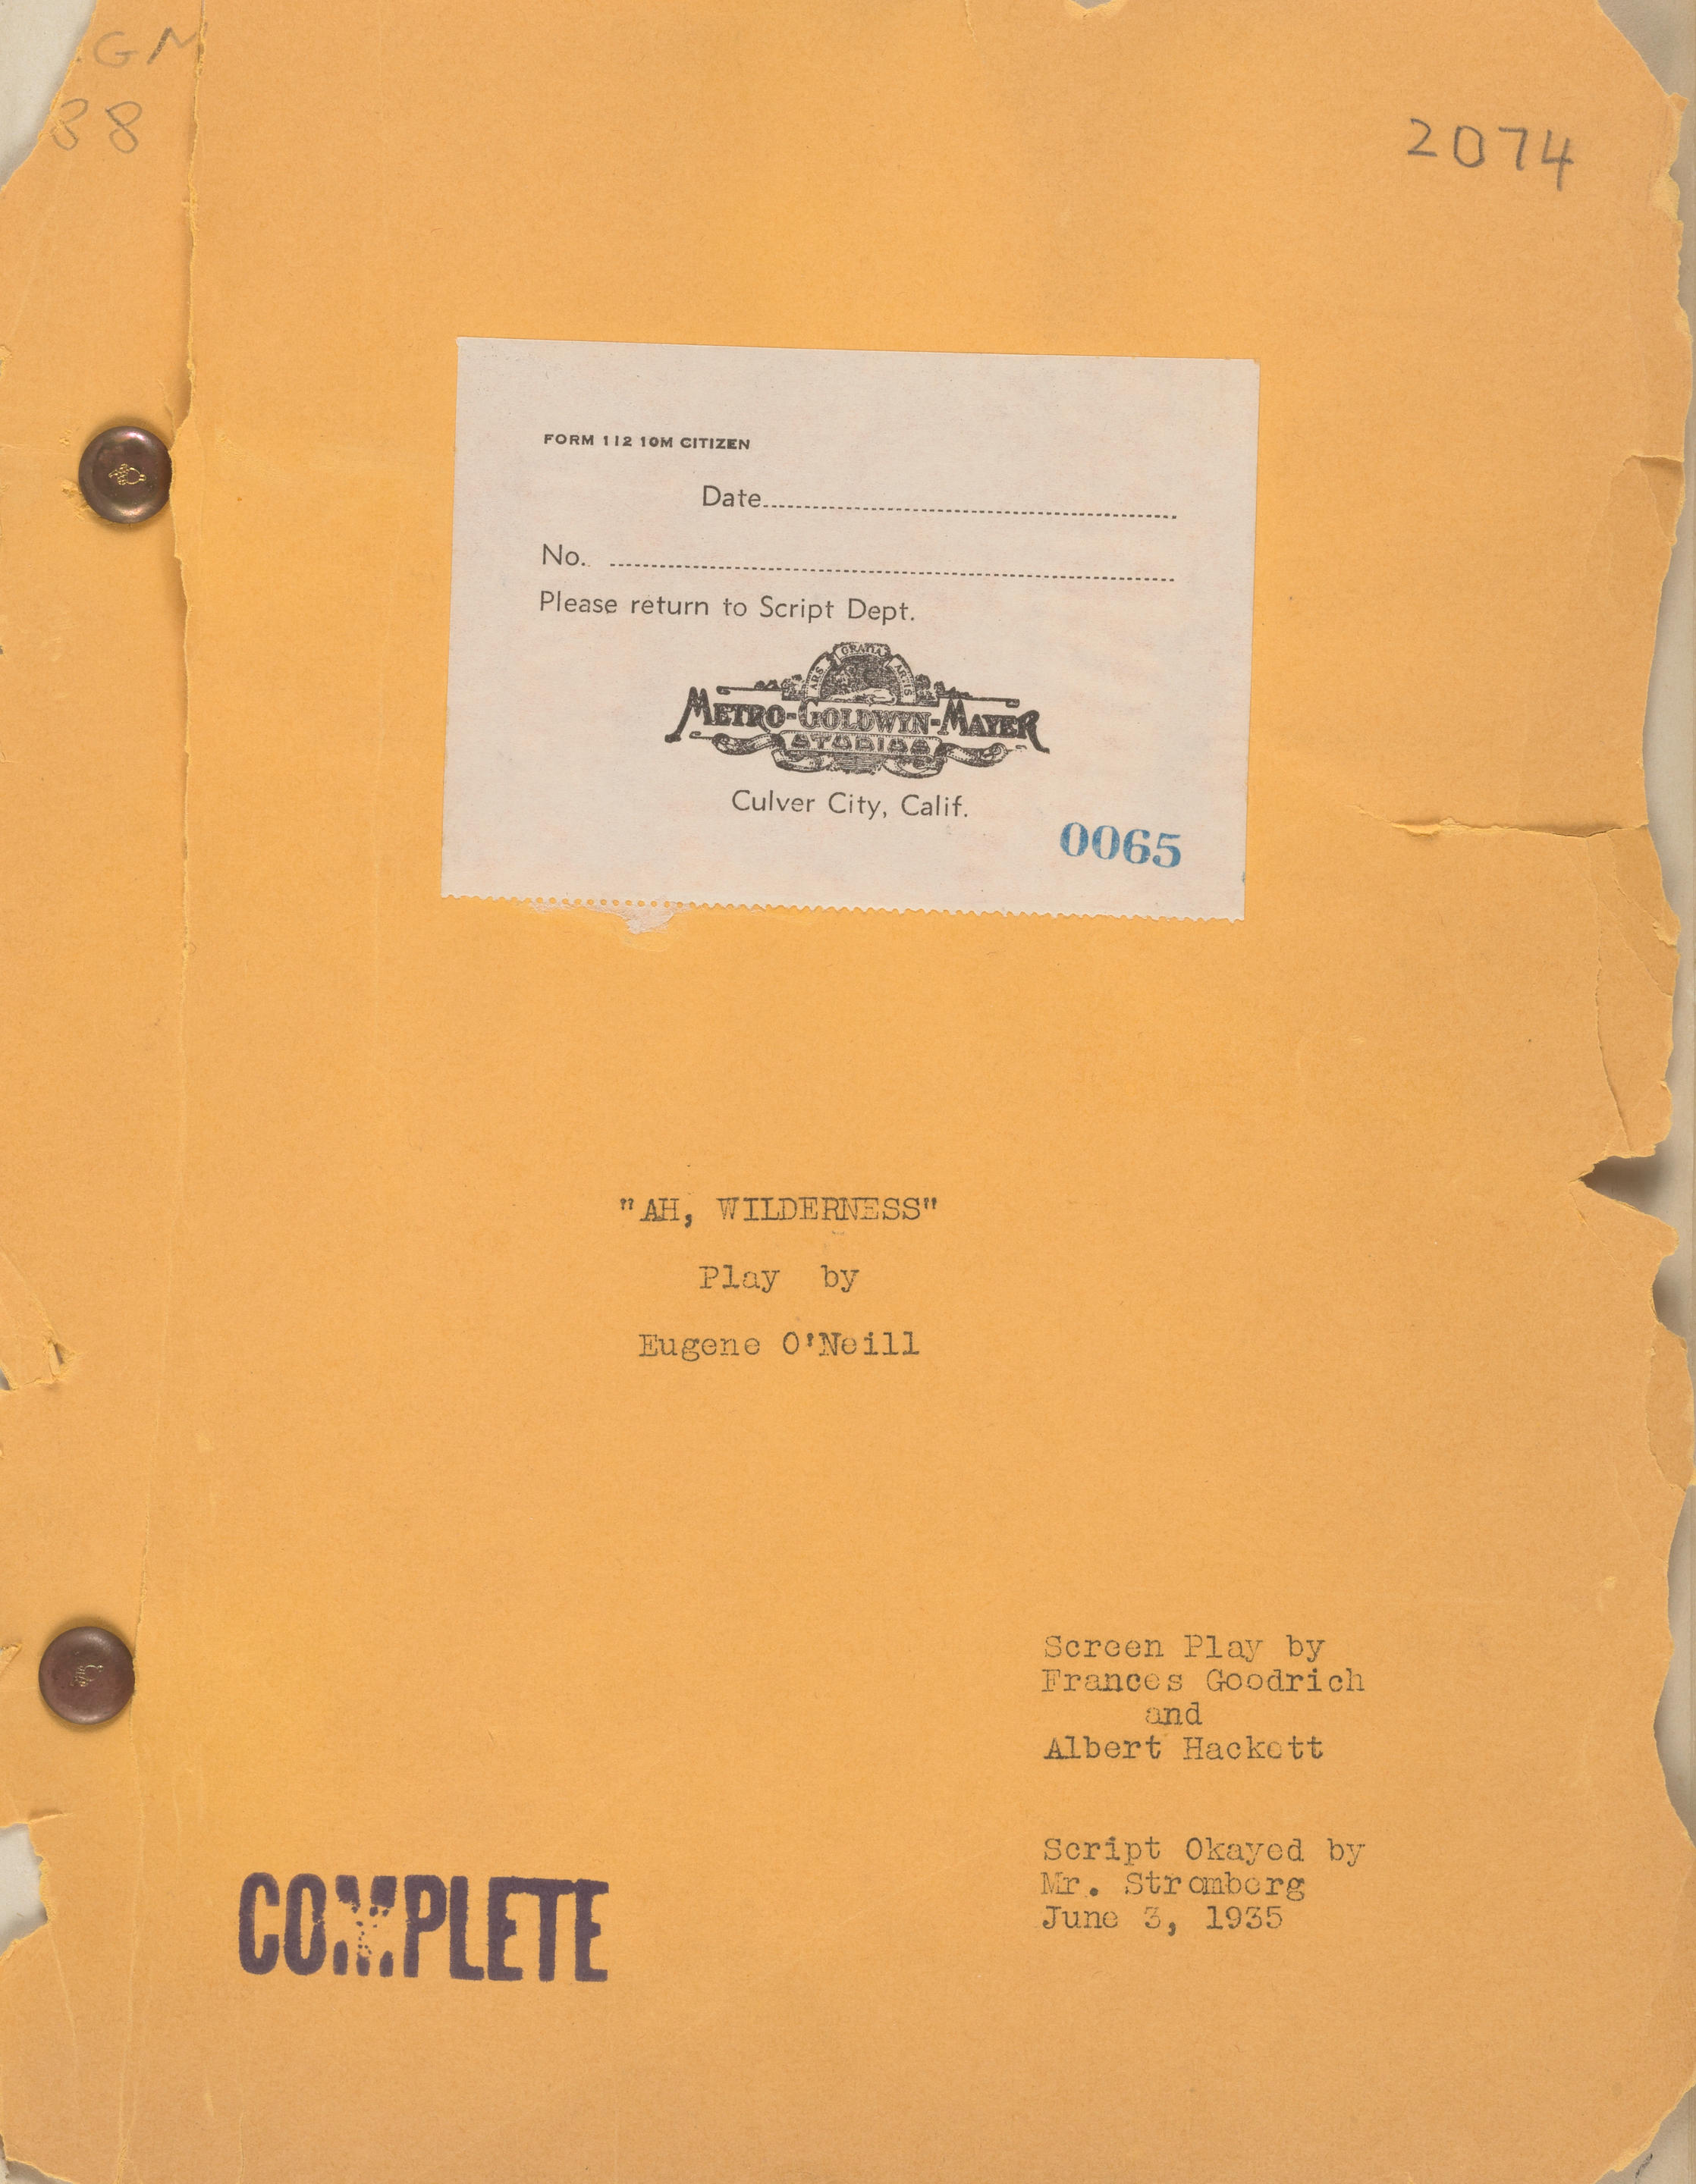 .GM
38
2074
FORM 112 10M CITIZEN
Date
No.
Please return to Script Dept.
ARS GRATIA ARTIS
METRO-GOLDWYN-MAYER
STUDIOS
Culver City, Calif.
0065
"AH, WILDERNESS"
Play by
Eugene O'Neill
Screen Play by
Frances Goodrich
and
Albert Hackett
Script Okayed by
Mr. Stromberg
June 3, 1935
COMPLETE